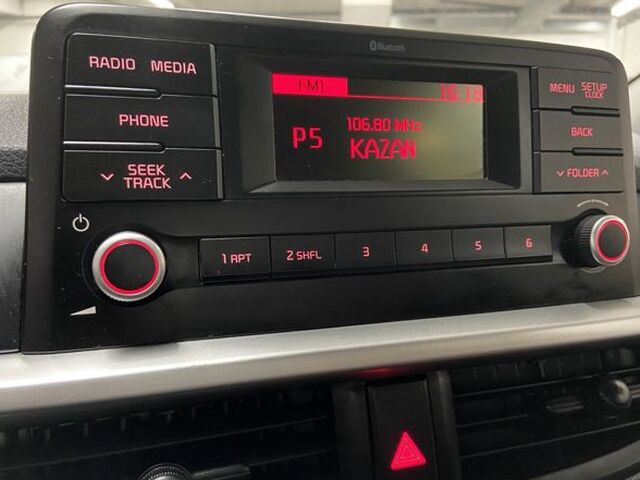 Bluetooth
RADIO MEDIA
PHONE
SEEK
TRACK
FM1
P5
106.80 MHz
KAZAN
MENU SETUP
CLOCK
BACK
FOLDER
1 RPT
2 SHFL
3
4
5
6